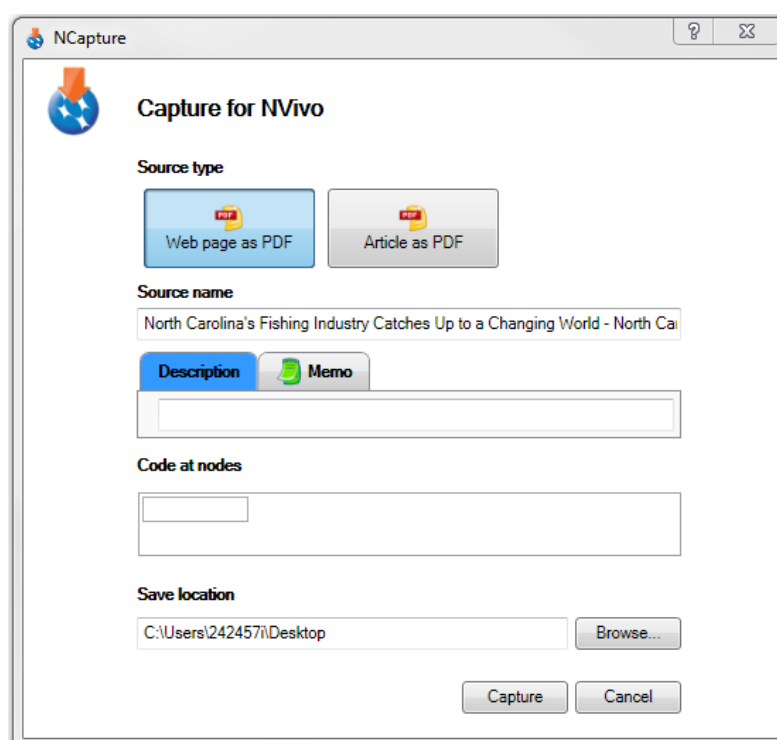 NCapture
Capture for NVivo
Source type
PDF PDF
Web page as PDF Article as PDF
Source name
North Carolina's Fishing Industry Catches Up to a Changing World - North Ca
Description Memo
Code at nodes
Save location
C:\Users\242457i\Desktop Browse...
Capture Cancel